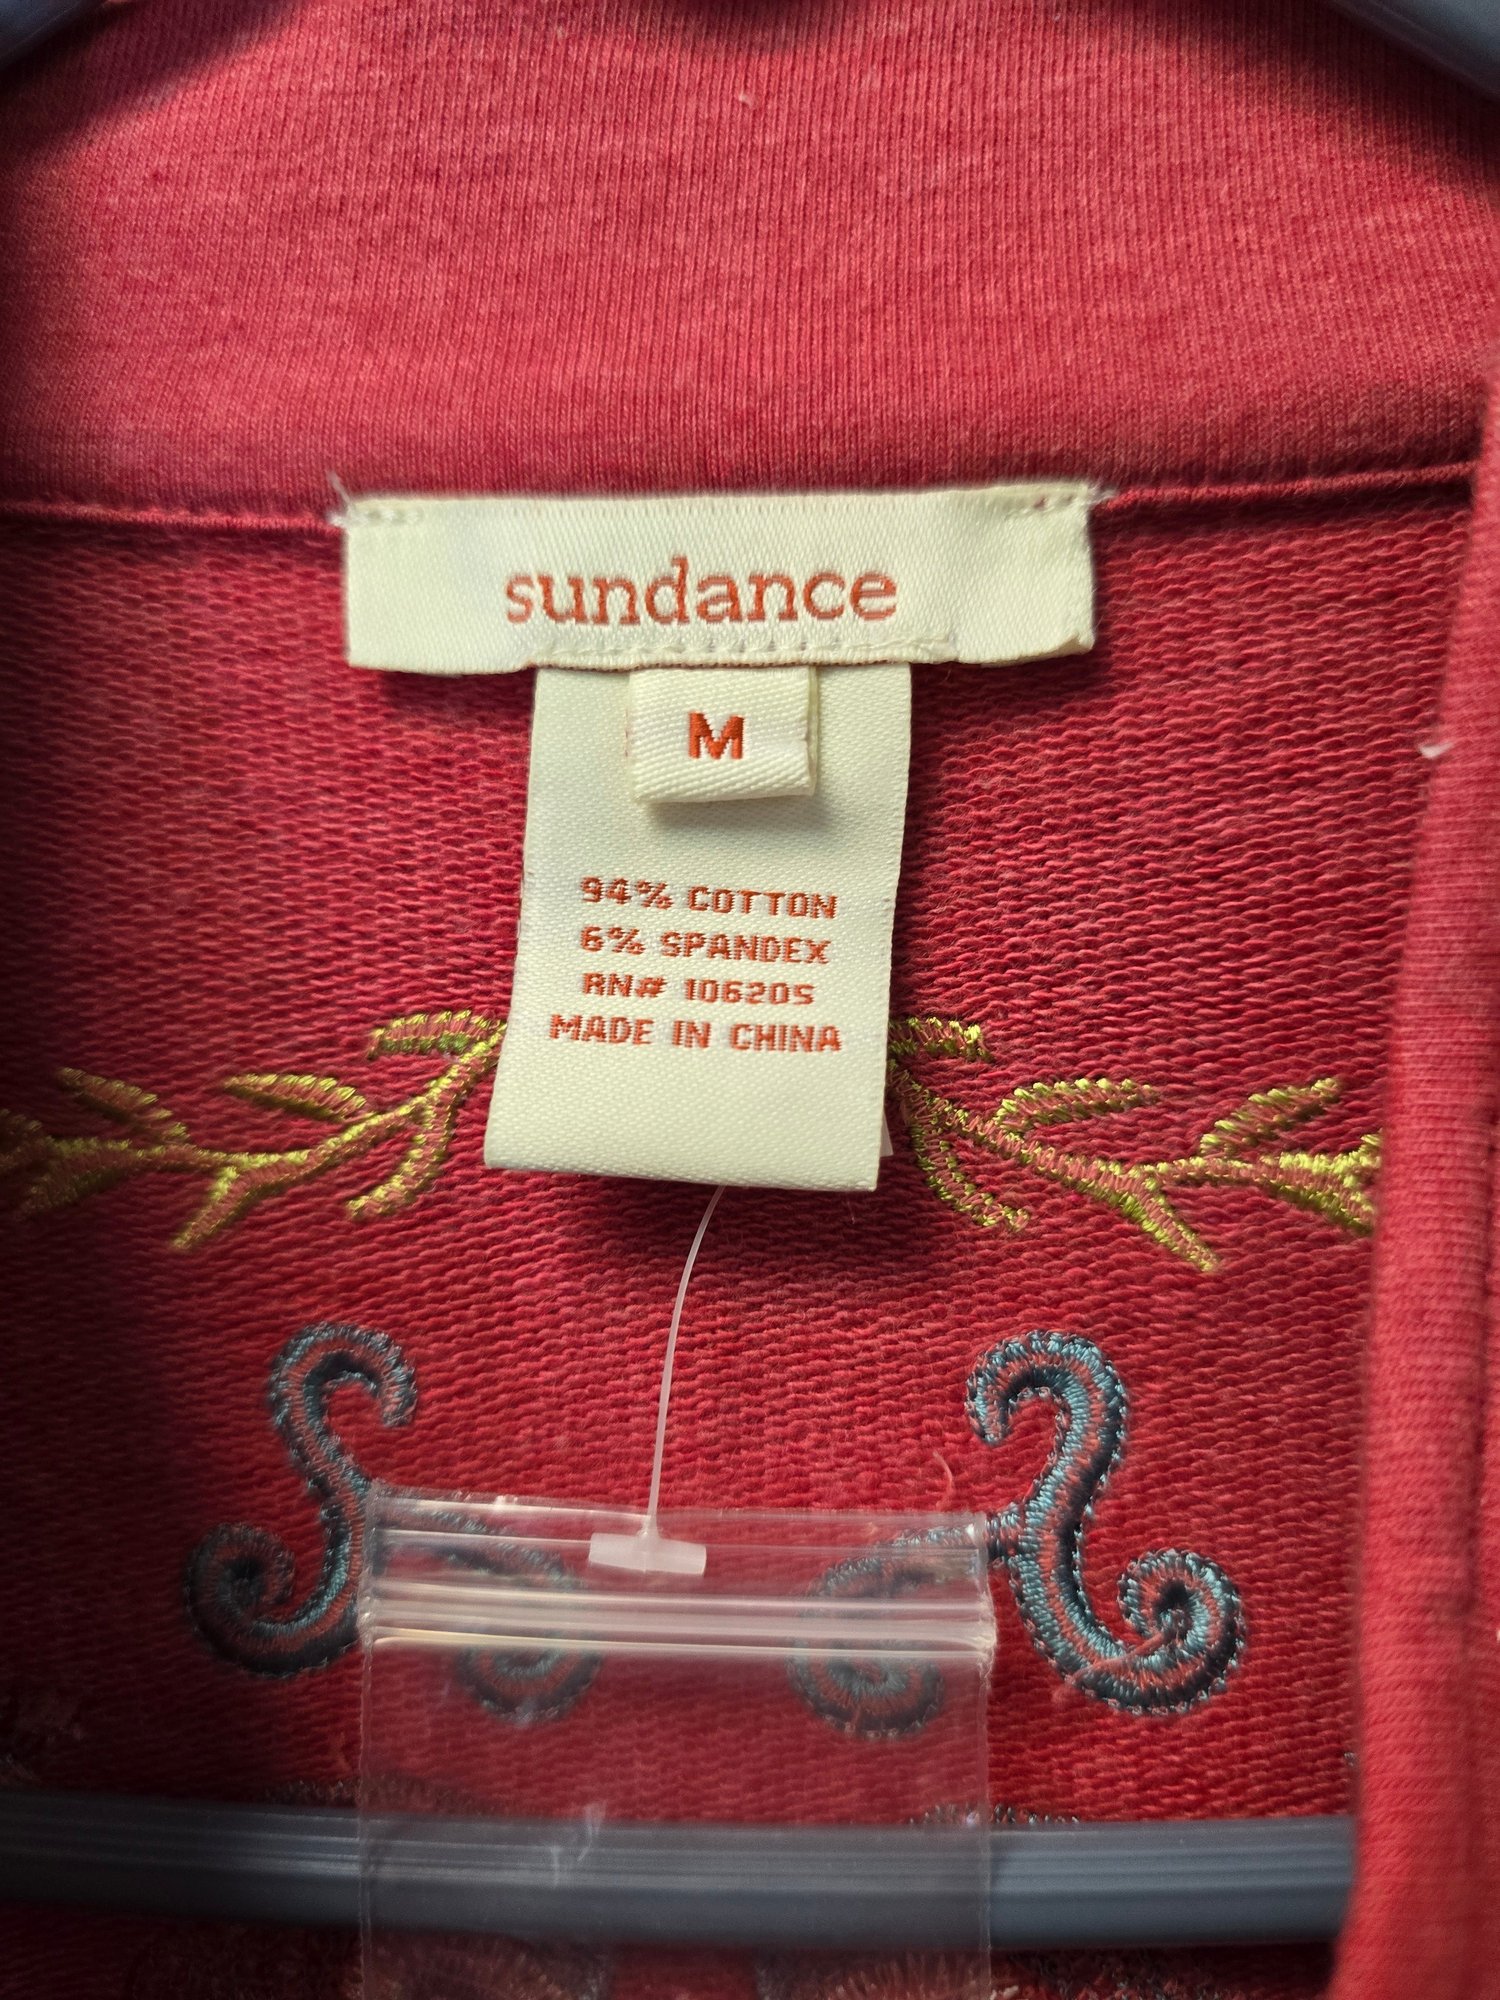 sundance
M
94% COTTON
6% SPANDEX
RN# 106205
MADE IN CHINA